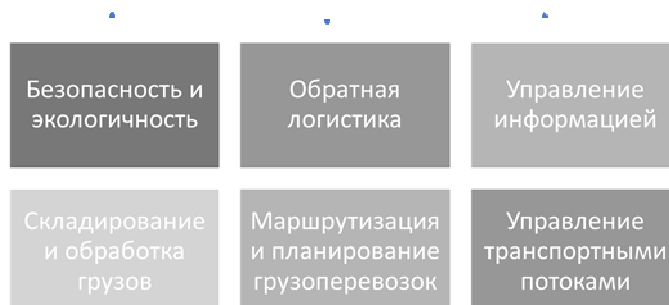 Безопасность и
экологичность
Обратная
логистика
Управление
информацией
Складирование
и обработка
грузов
Маршрутизация
и планирование
грузоперевозок
Управление
транспортными
потоками